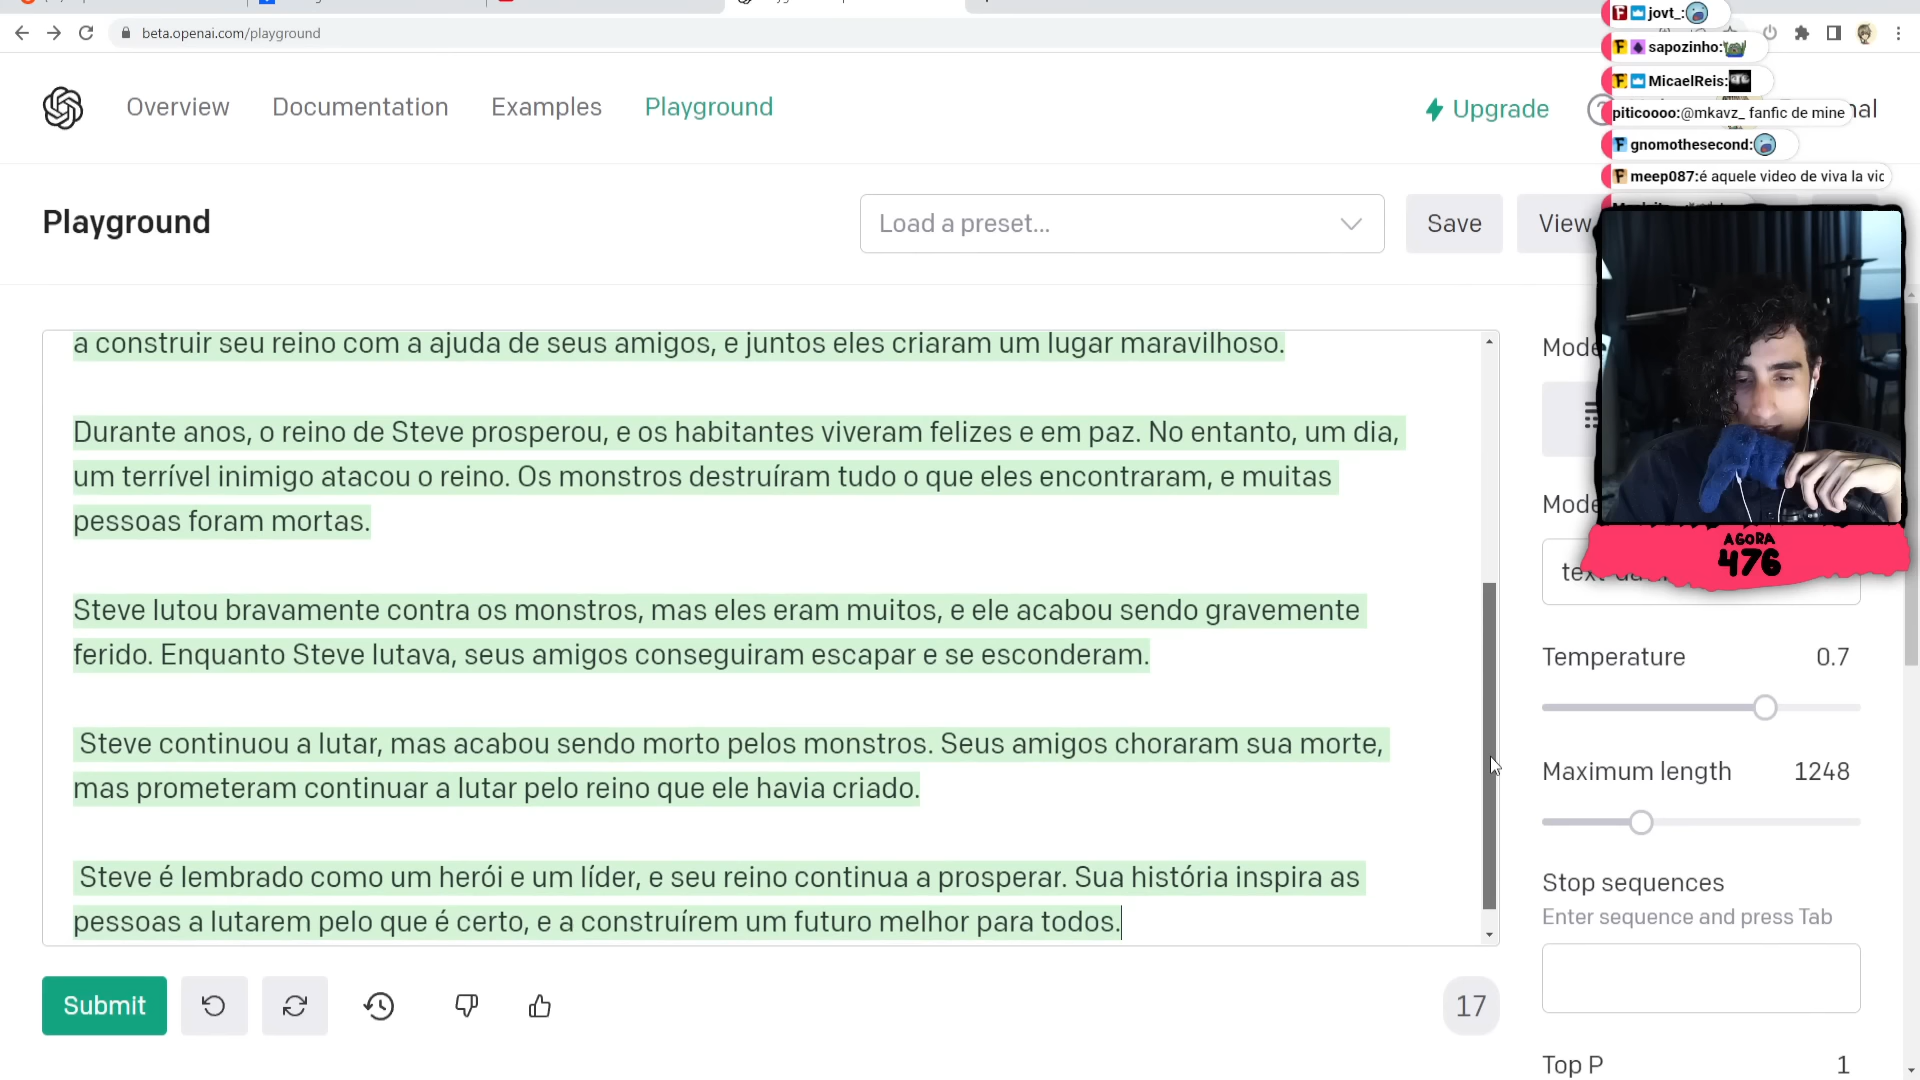 beta.openai.com/playground
Overview
Documentation
Examples
Playground
Upgrade
jovt_:
sapozinho:
MicaelReis:
piticoooo:@mkavz_ fanfic de mine
gnomothesecond:
meep087:é aquele video de viva la vic
Playground
Load a preset...
Save
View
a construir seu reino com a ajuda de seus amigos, e juntos eles criaram um lugar maravilhoso.
Durante anos, o reino de Steve prosperou, e os habitantes viveram felizes e em paz. No entanto, um dia,
um terrível inimigo atacou o reino. Os monstros destruíram tudo o que eles encontraram, e muitas
pessoas foram mortas.
Steve lutou bravamente contra os monstros, mas eles eram muitos, e ele acabou sendo gravemente
ferido. Enquanto Steve lutava, seus amigos conseguiram escapar e se esconderam.
Steve continuou a lutar, mas acabou sendo morto pelos monstros. Seus amigos choraram sua morte,
mas prometeram continuar a lutar pelo reino que ele havia criado.
Steve é lembrado como um herói e um líder, e seu reino continua a prosperar. Sua história inspira as
pessoas a lutarem pelo que é certo, e a construírem um futuro melhor para todos.
Submit
17
Mode
Mode
AGORA
476
Temperature 0.7
Maximum length 1248
Stop sequences
Enter sequence and press Tab
Top P 1